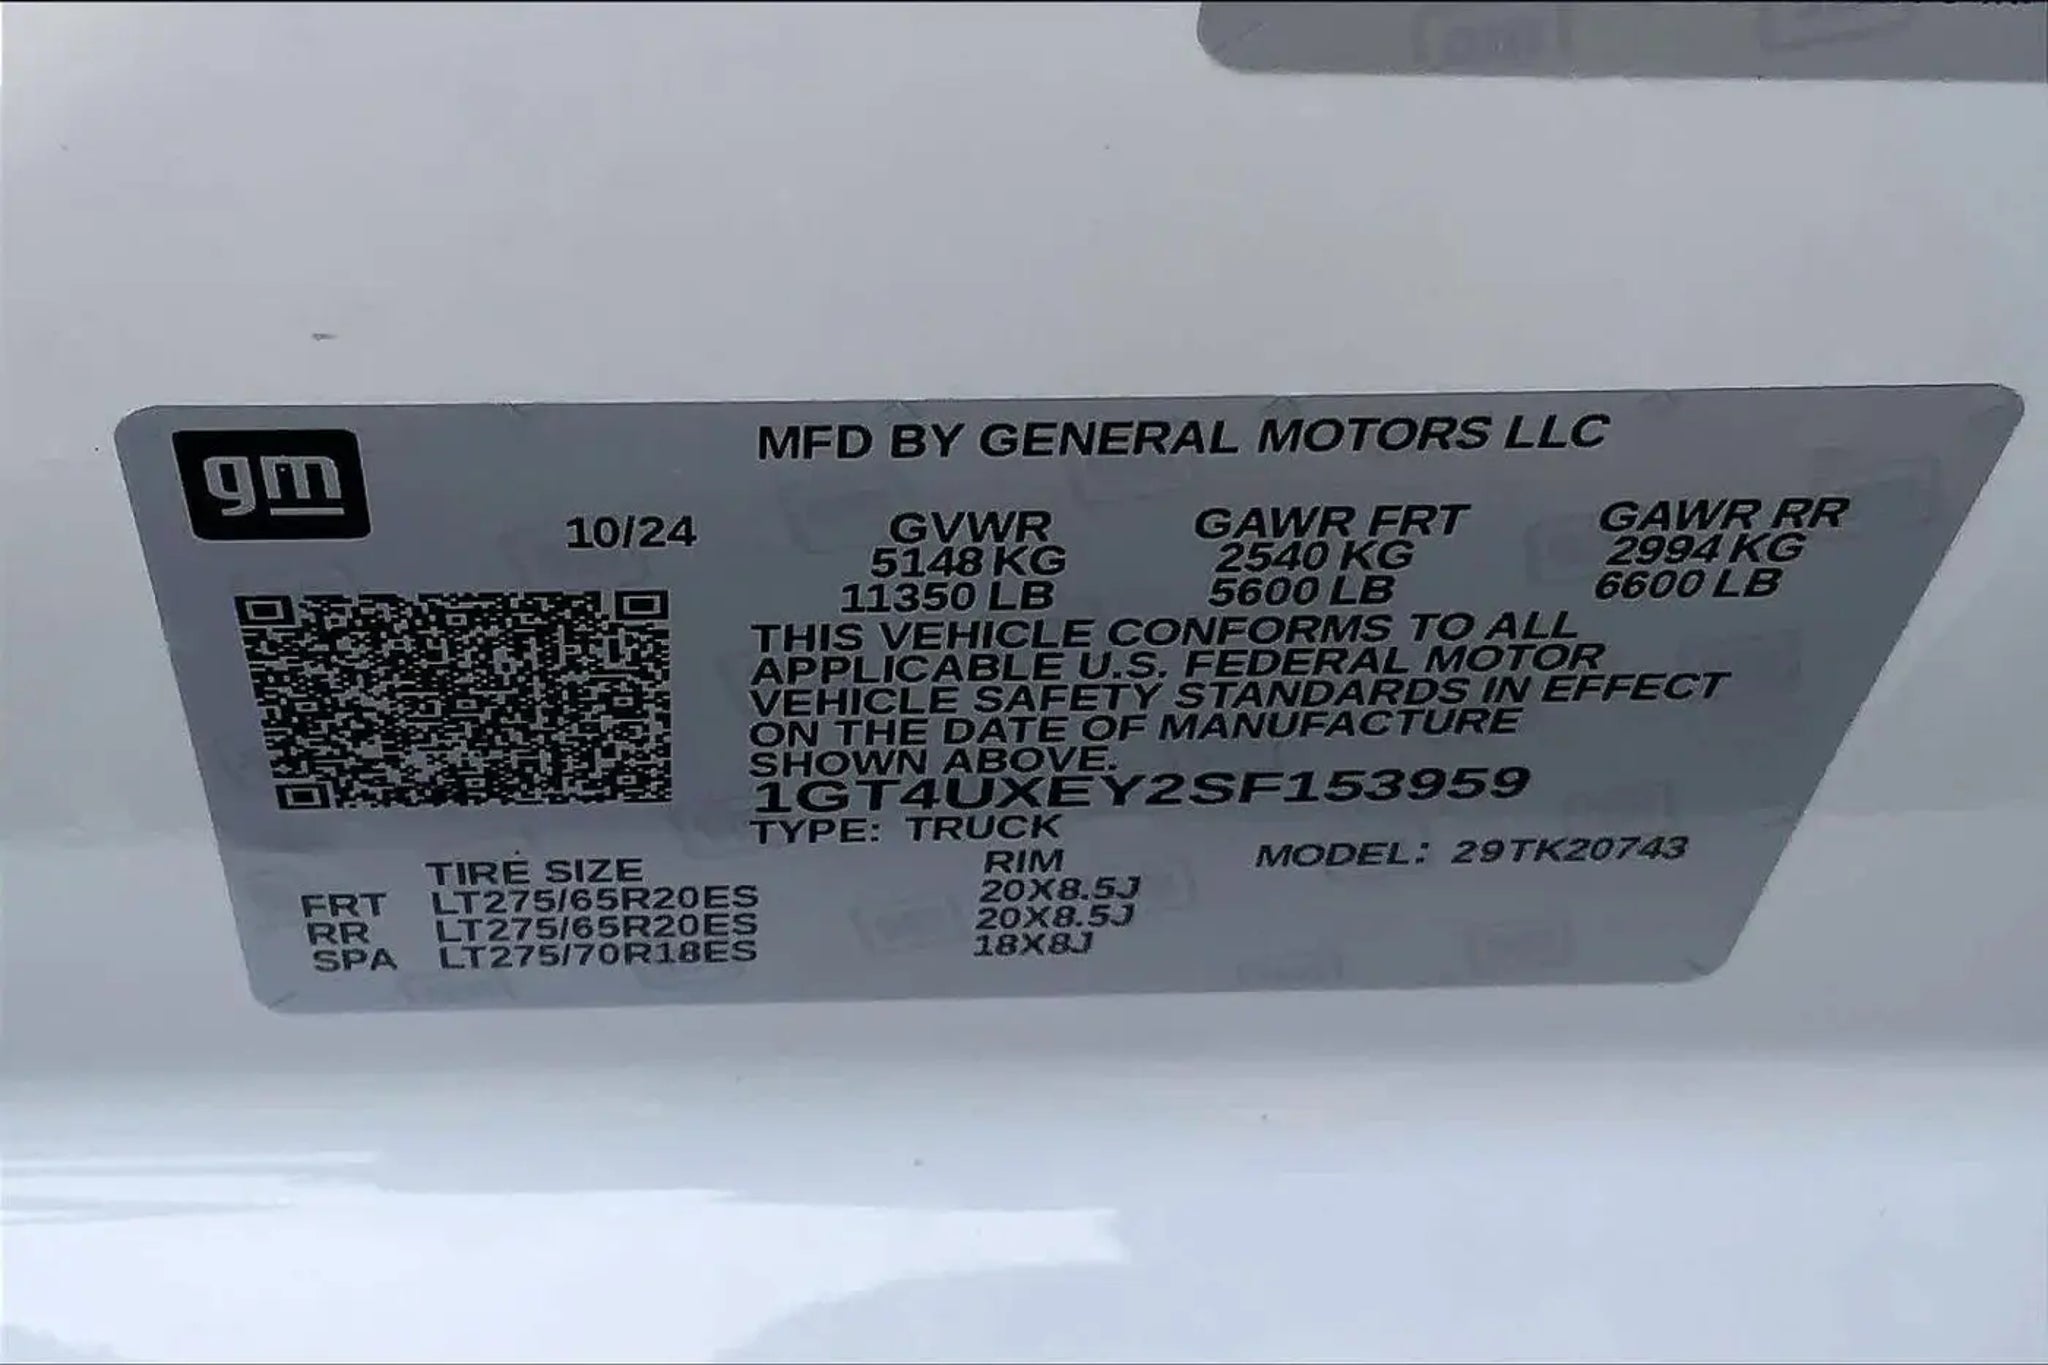 gm
MFD BY GENERAL MOTORS LLC
10/24 GVWR GAWR FRT GAWR RR
5148 KG 2540 KG 2994 KG
11350 LB 5600 LB 6600 LB
THIS VEHICLE CONFORMS TO ALL
APPLICABLE U.S. FEDERAL MOTOR
VEHICLE SAFETY STANDARDS IN EFFECT
ON THE DATE OF MANUFACTURE
SHOWN ABOVE.
1GT4UXEY2SF153959
TYPE: TRUCK
MODEL: 29TK20743
TIRE SIZE RIM
FRT LT275/65R20ES 20X8.5J
RR LT275/65R20ES 20X8.5J
SPA LT275/70R18ES 18X8J